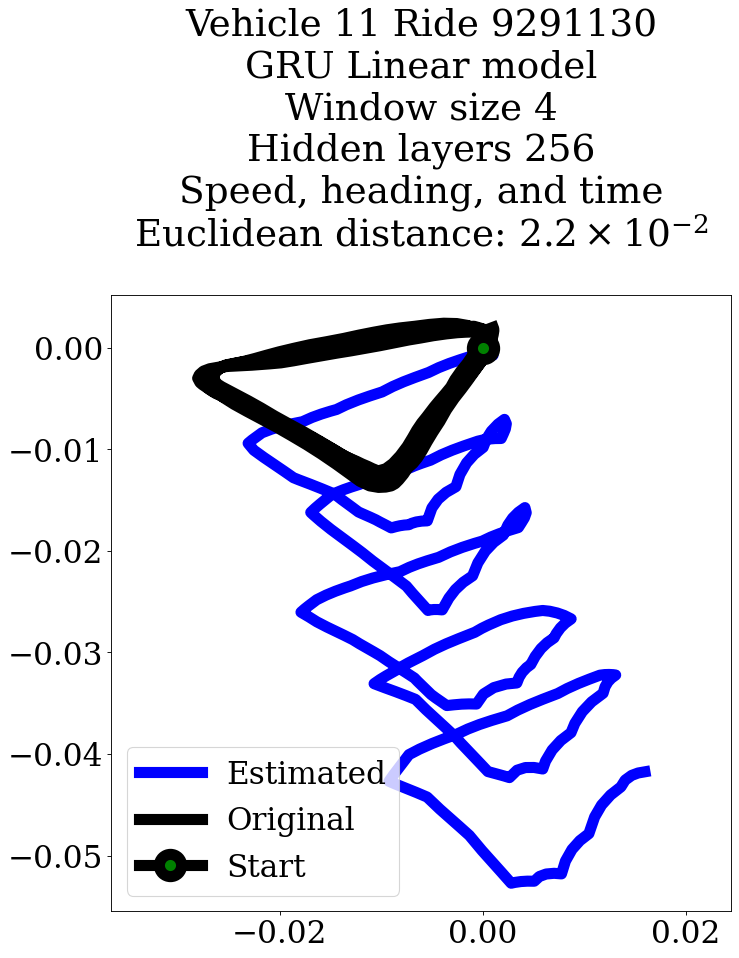 Vehicle 11 Ride 9291130
GRU Linear model
Window size 4
Hidden layers 256
Speed, heading, and time
Euclidean distance: 2.2 × 10⁻²
0.00
−0.01
−0.02
−0.03
−0.04
−0.05
Estimated
Original
Start
−0.02 0.00 0.02